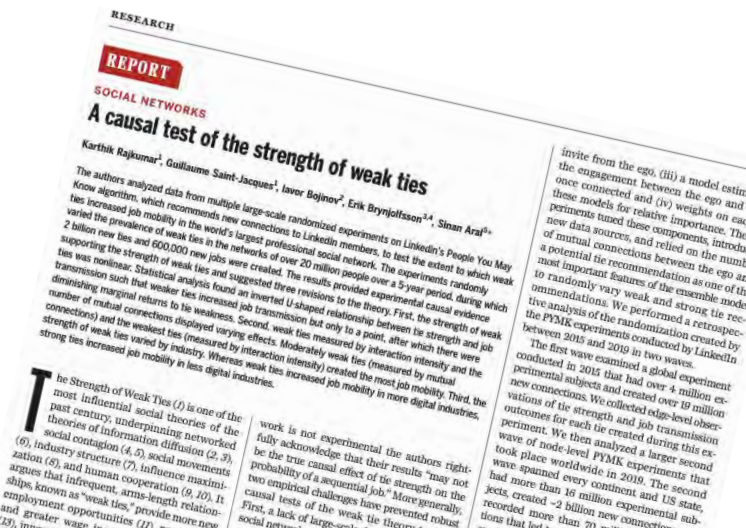 RESEARCH
REPORT
SOCIAL NETWORKS
A causal test of the strength of weak ties
Karthik Rajkumar¹, Guillaume Saint-Jacques¹, Iavor Bojinov², Erik Brynjolfsson³,⁴, Sinan Aral⁵*
The authors analyzed data from multiple large-scale randomized experiments on LinkedIn's People You May
Know algorithm, which recommends new connections to LinkedIn members, to test the extent to which weak
ties increased job mobility in the world's largest professional social network. The experiments randomly
varied the prevalence of weak ties in the networks of over 20 million people over a 5-year period, during which
2 billion new ties and 600,000 new jobs were created. The results provided experimental causal evidence
supporting the strength of weak ties and suggested three revisions to the theory. First, the strength of weak
ties was nonlinear. Statistical analysis found an inverted U-shaped relationship between tie strength and job
transmission such that weaker ties increased job transmission but only to a point, after which there were
diminishing marginal returns to tie weakness. Second, weak ties measured by interaction intensity and the
number of mutual connections displayed varying effects. Moderately weak ties (measured by mutual
connections) and the weakest ties (measured by interaction intensity) created the most job mobility. Third, the
strength of weak ties varied by industry. Whereas weak ties increased job mobility in more digital industries,
strong ties increased job mobility in less digital industries.
The Strength of Weak Ties (1) is one of the
most influential social theories of the
past century, underpinning networked
theories of information diffusion (2, 3),
social contagion (4, 5), social movements
(6), industry structure (7), influence maximi-
zation (8), and human cooperation (9, 10). It
argues that infrequent, arms-length relation-
ships, known as "weak ties," provide more new
employment opportunities (11)
and greater wage
work is not experimental the authors right-
fully acknowledge that their results "may not
be the true causal effect of tie strength on the
probability of a sequential job." More generally,
two empirical challenges have prevented robust
causal tests of the weak tie theory
First, a lack of large-scale
social
invite from the ego, (iii) a model estim
the engagement between the ego and
once connected and (iv) weights on eac
these models for relative importance. The
periments tuned these components, introdu
new data sources, and relied on the numb
of mutual connections between the ego an
a potential tie recommendation as one of th
most important features of the ensemble mode
to randomly vary weak and strong tie rec-
ommendations. We performed a retrospec-
tive analysis of the randomization created by
the PYMK experiments conducted by LinkedIn
between 2015 and 2019 in two waves.
The first wave examined a global experiment
conducted in 2015 that had over 4 million ex-
perimental subjects and created over 19 million
new connections. We collected edge-level obser-
vations of tie strength and job transmission
outcomes for each tie created during this ex-
periment. We then analyzed a larger second
wave of node-level PYMK experiments that
took place worldwide in 2019. The second
wave spanned every continent and US state,
had more than 16 million experimental sub-
jects, created ~2 billion new connections
recorded more than 70
tions that led